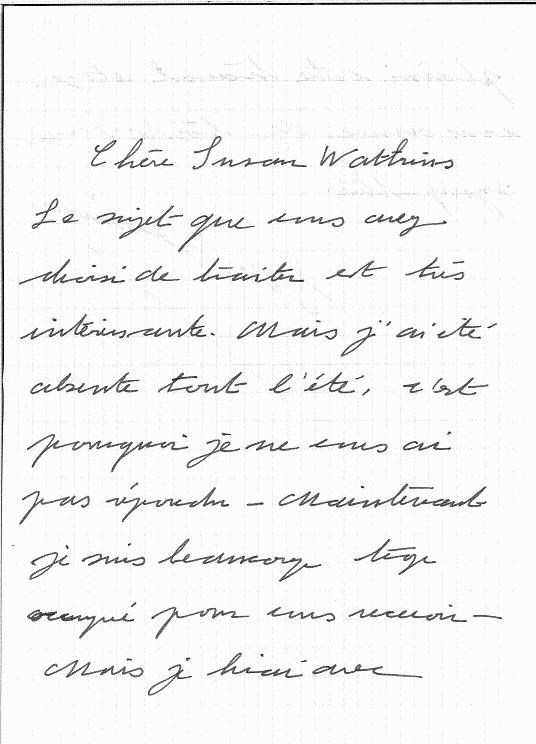 Chère Susan Watkins
Le sujet que vous avez
choisi de traiter est très
intéressante. Mais j'ai été
absente tout l'été, c'est
pourquoi je ne vous ai
pas répondu – Maintenant
je suis beaucoup trop
occupé pour vous recevoir –
Mais je lirai avec